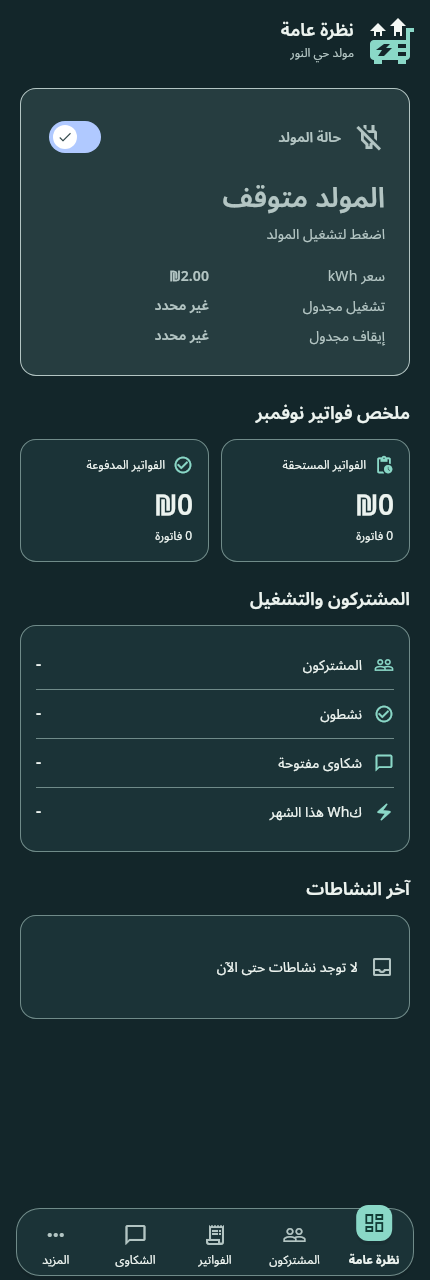 نظرة عامة
مولد حي النور
حالة المولد
المولد متوقف
اضغط لتشغيل المولد
سعر kWh ₪2.00
تشغيل مجدول غير محدد
إيقاف مجدول غير محدد
ملخص فواتير نوفمبر
الفواتير المستحقة
₪0
0 فاتورة
الفواتير المدفوعة
₪0
0 فاتورة
المشتركون والتشغيل
المشتركون -
نشطون -
شكاوى مفتوحة -
كWh هذا الشهر -
آخر النشاطات
لا توجد نشاطات حتى الآن
نظرة عامة
المشتركون
الفواتير
الشكاوى
المزيد